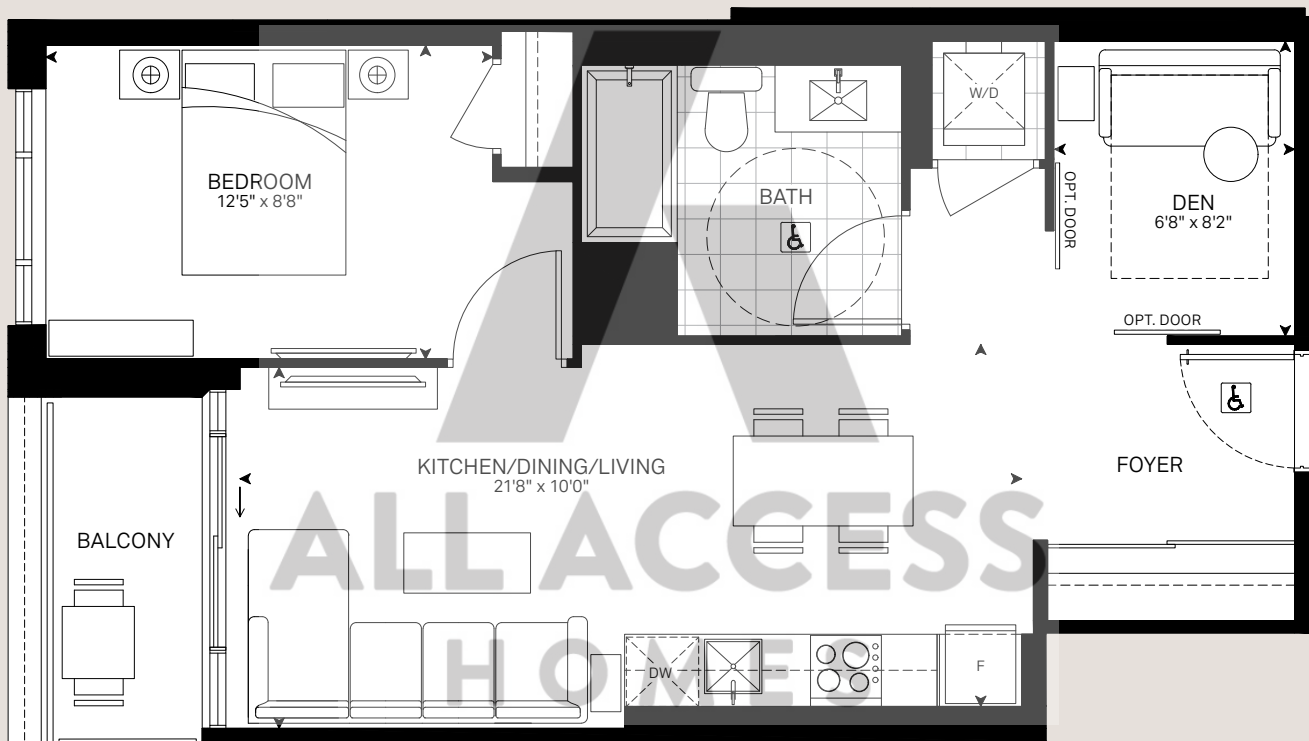 BEDROOM
12'5" x 8'8"
BATH
W/D
OPT. DOOR
DEN
6'8" x 8'2"
OPT. DOOR
KITCHEN/DINING/LIVING
21'8" x 10'0"
FOYER
BALCONY
ALL ACCESS
HOMES
DW
F